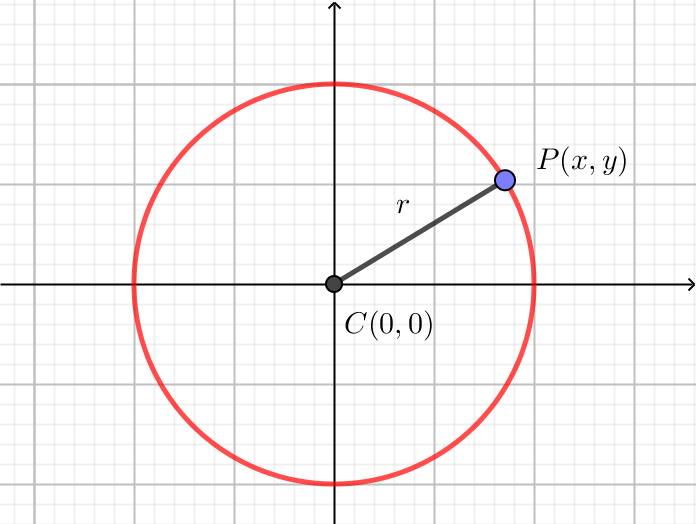 P(x, y)
r
C(0, 0)